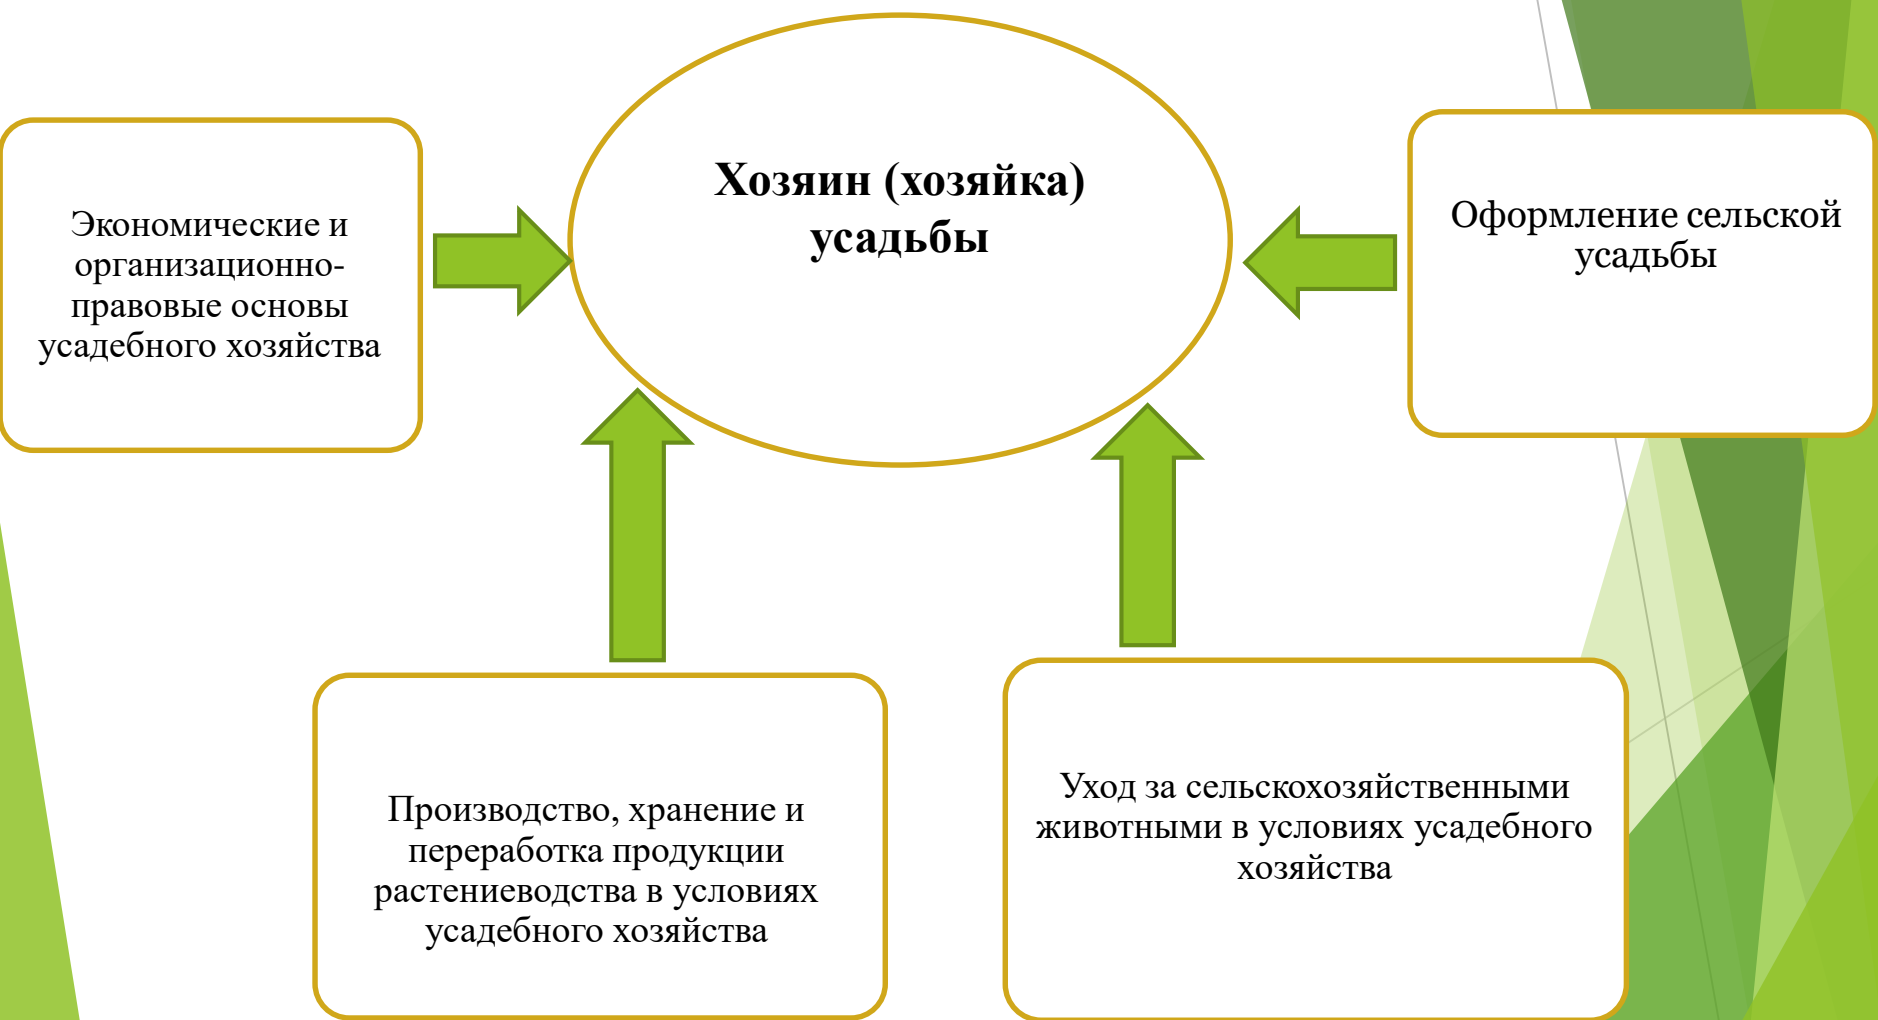 Хозяин (хозяйка)
усадьбы
Экономические и
организационно-
правовые основы
усадебного хозяйства
Оформление сельской
усадьбы
Производство, хранение и
переработка продукции
растениеводства в условиях
усадебного хозяйства
Уход за сельскохозяйственными
животными в условиях усадебного
хозяйства